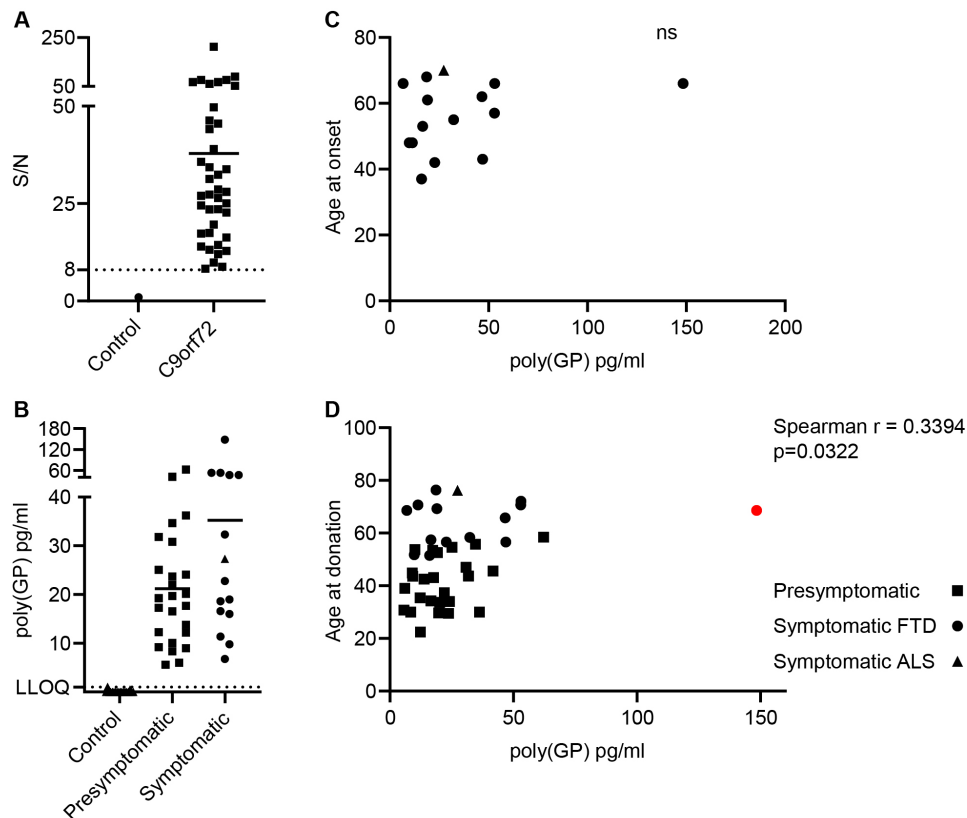 A
S/N
250
50
50
25
8
0
Control
C9orf72
C
ns
Age at onset
80
60
40
20
0
0 50 100 150 200
poly(GP) pg/ml
B
poly(GP) pg/ml
180
120
60
40
30
20
10
LLOQ
Control
Presymptomatic
Symptomatic
D
Spearman r = 0.3394
p=0.0322
Age at donation
100
80
60
40
20
0
0 50 100 150
poly(GP) pg/ml
Presymptomatic
Symptomatic FTD
Symptomatic ALS